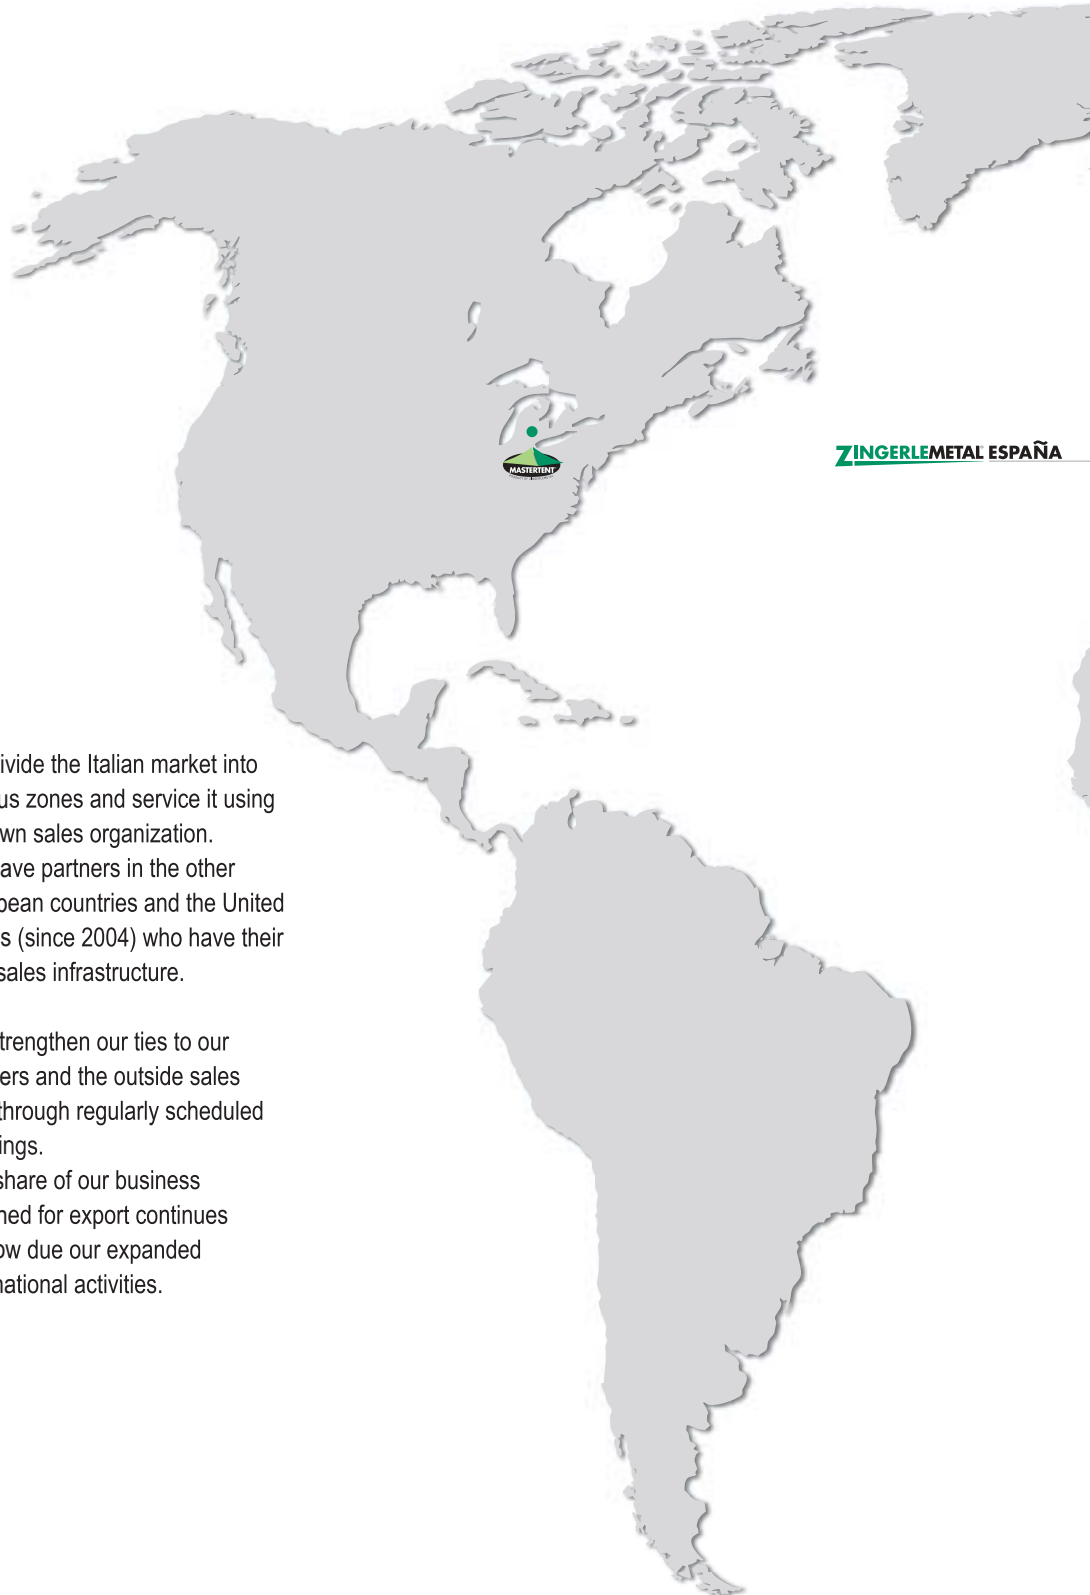 MASTERTENT
ZINGERLEMETAL ESPAÑA
ivide the Italian market into
us zones and service it using
wn sales organization.
ave partners in the other
pean countries and the United
s (since 2004) who have their
sales infrastructure.
trengthen our ties to our
ers and the outside sales
through regularly scheduled
ings.
share of our business
ned for export continues
ow due our expanded
national activities.